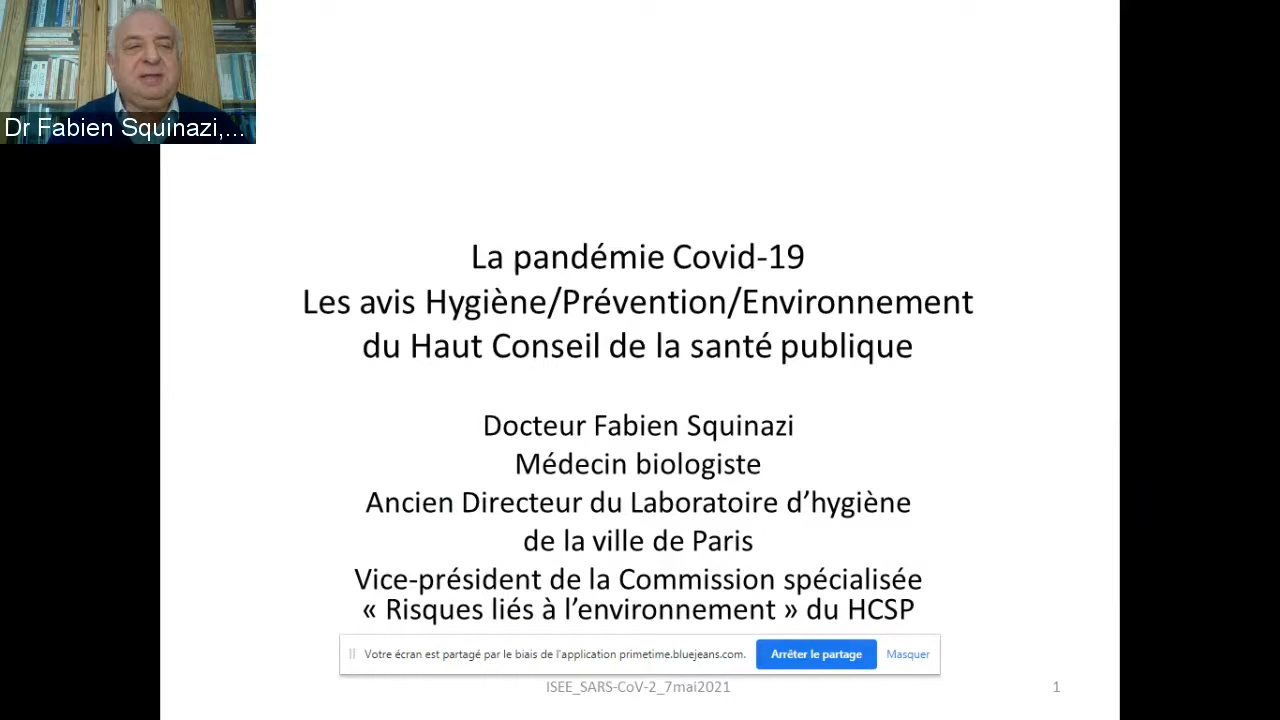 Dr Fabien Squinazi,...
La pandémie Covid-19
Les avis Hygiène/Prévention/Environnement
du Haut Conseil de la santé publique
Docteur Fabien Squinazi
Médecin biologiste
Ancien Directeur du Laboratoire d’hygiène
de la ville de Paris
Vice-président de la Commission spécialisée
« Risques liés à l’environnement » du HCSP
Votre écran est partagé par le biais de l'application primetime.bluejeans.com. Arrêter le partage Masquer
ISEE_SARS-CoV-2_7mai2021 1